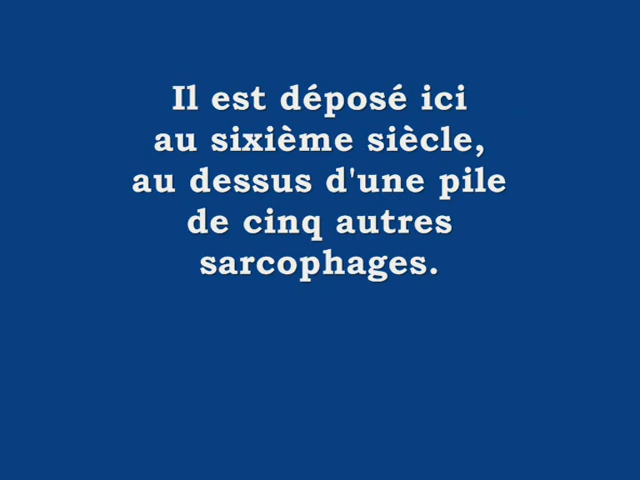 Il est déposé ici
au sixième siècle,
au dessus d'une pile
de cinq autres
sarcophages.